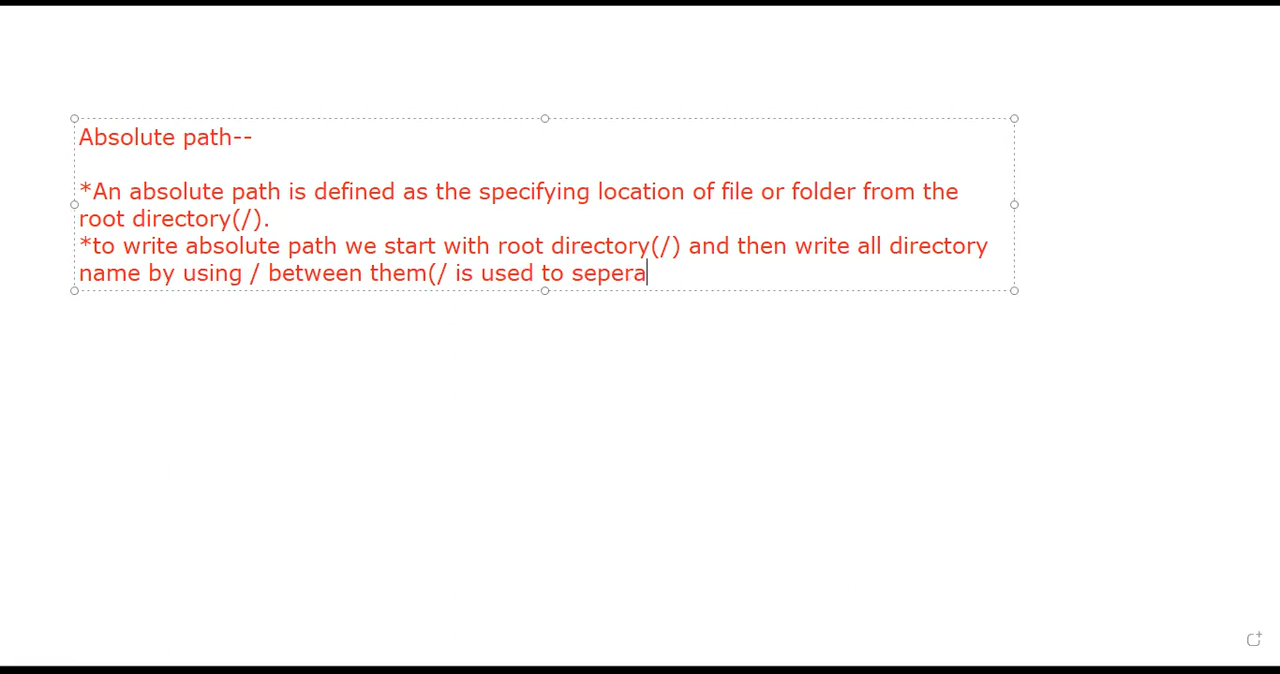 Absolute path--
*An absolute path is defined as the specifying location of file or folder from the
root directory(/).
*to write absolute path we start with root directory(/) and then write all directory
name by using / between them(/ is used to sepera